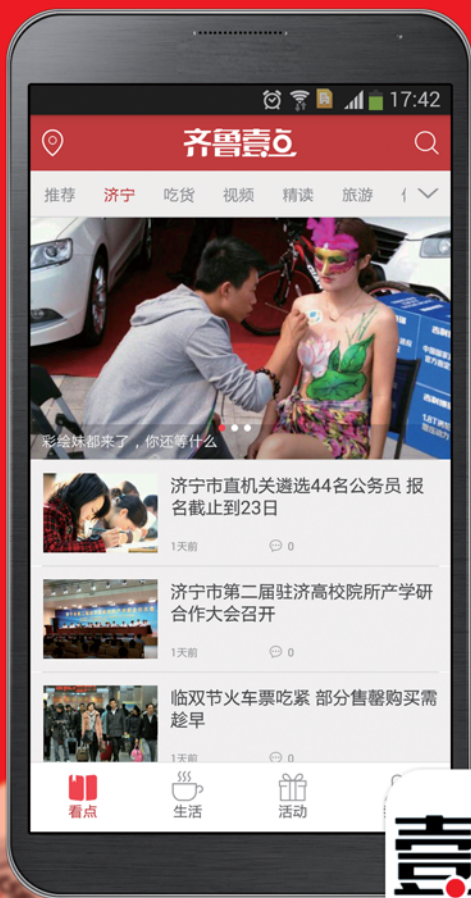 17:42
齐鲁壹点
推荐 济宁 吃货 视频 精读 旅游
彩绘妹都来了，你还等什么
济宁市直机关遴选44名公务员 报
名截止到23日
1天前 0
济宁市第二届驻济高校院所产学研
合作大会召开
1天前 0
临双节火车票吃紧 部分售罄购买需
趁早
1天前 0
看点 生活 活动
壹